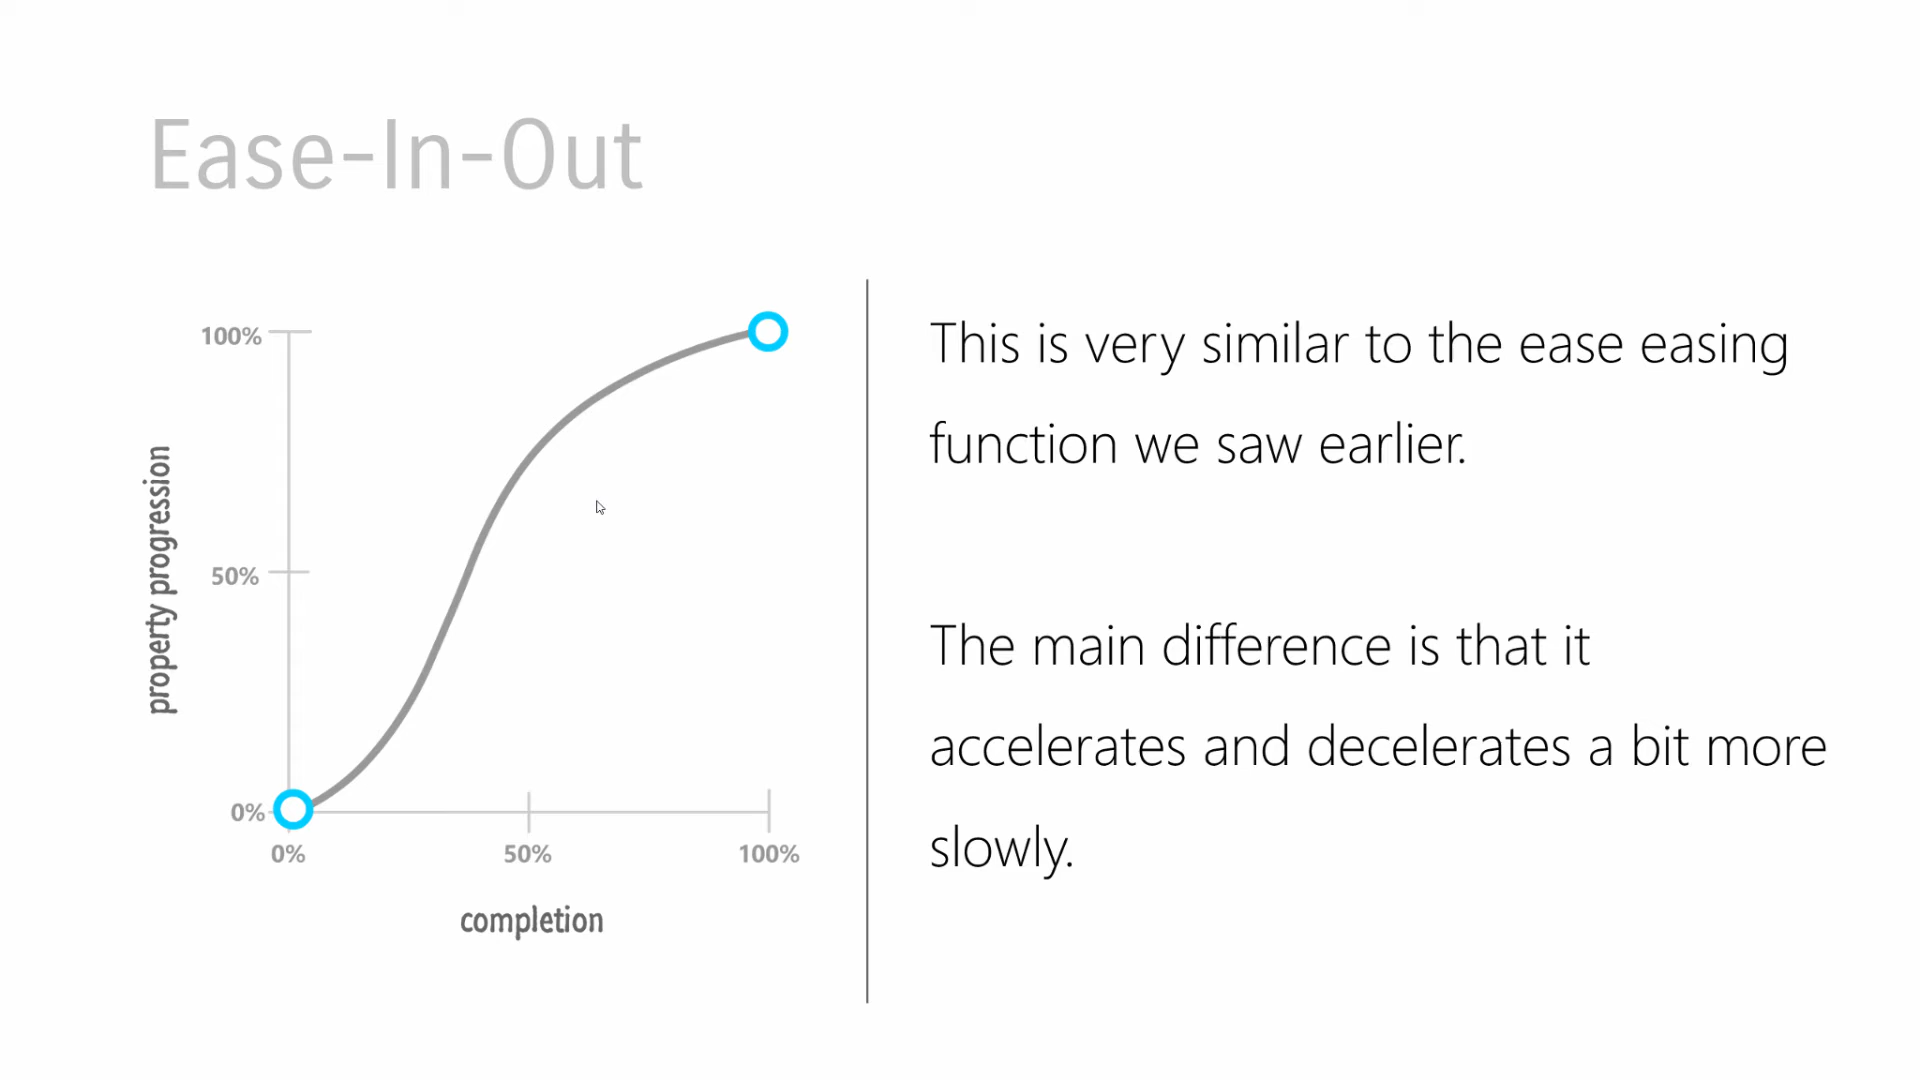 Ease-In-Out
100%
50%
0%
0%
50%
100%
property progression
completion
This is very similar to the ease easing
function we saw earlier.
The main difference is that it
accelerates and decelerates a bit more
slowly.